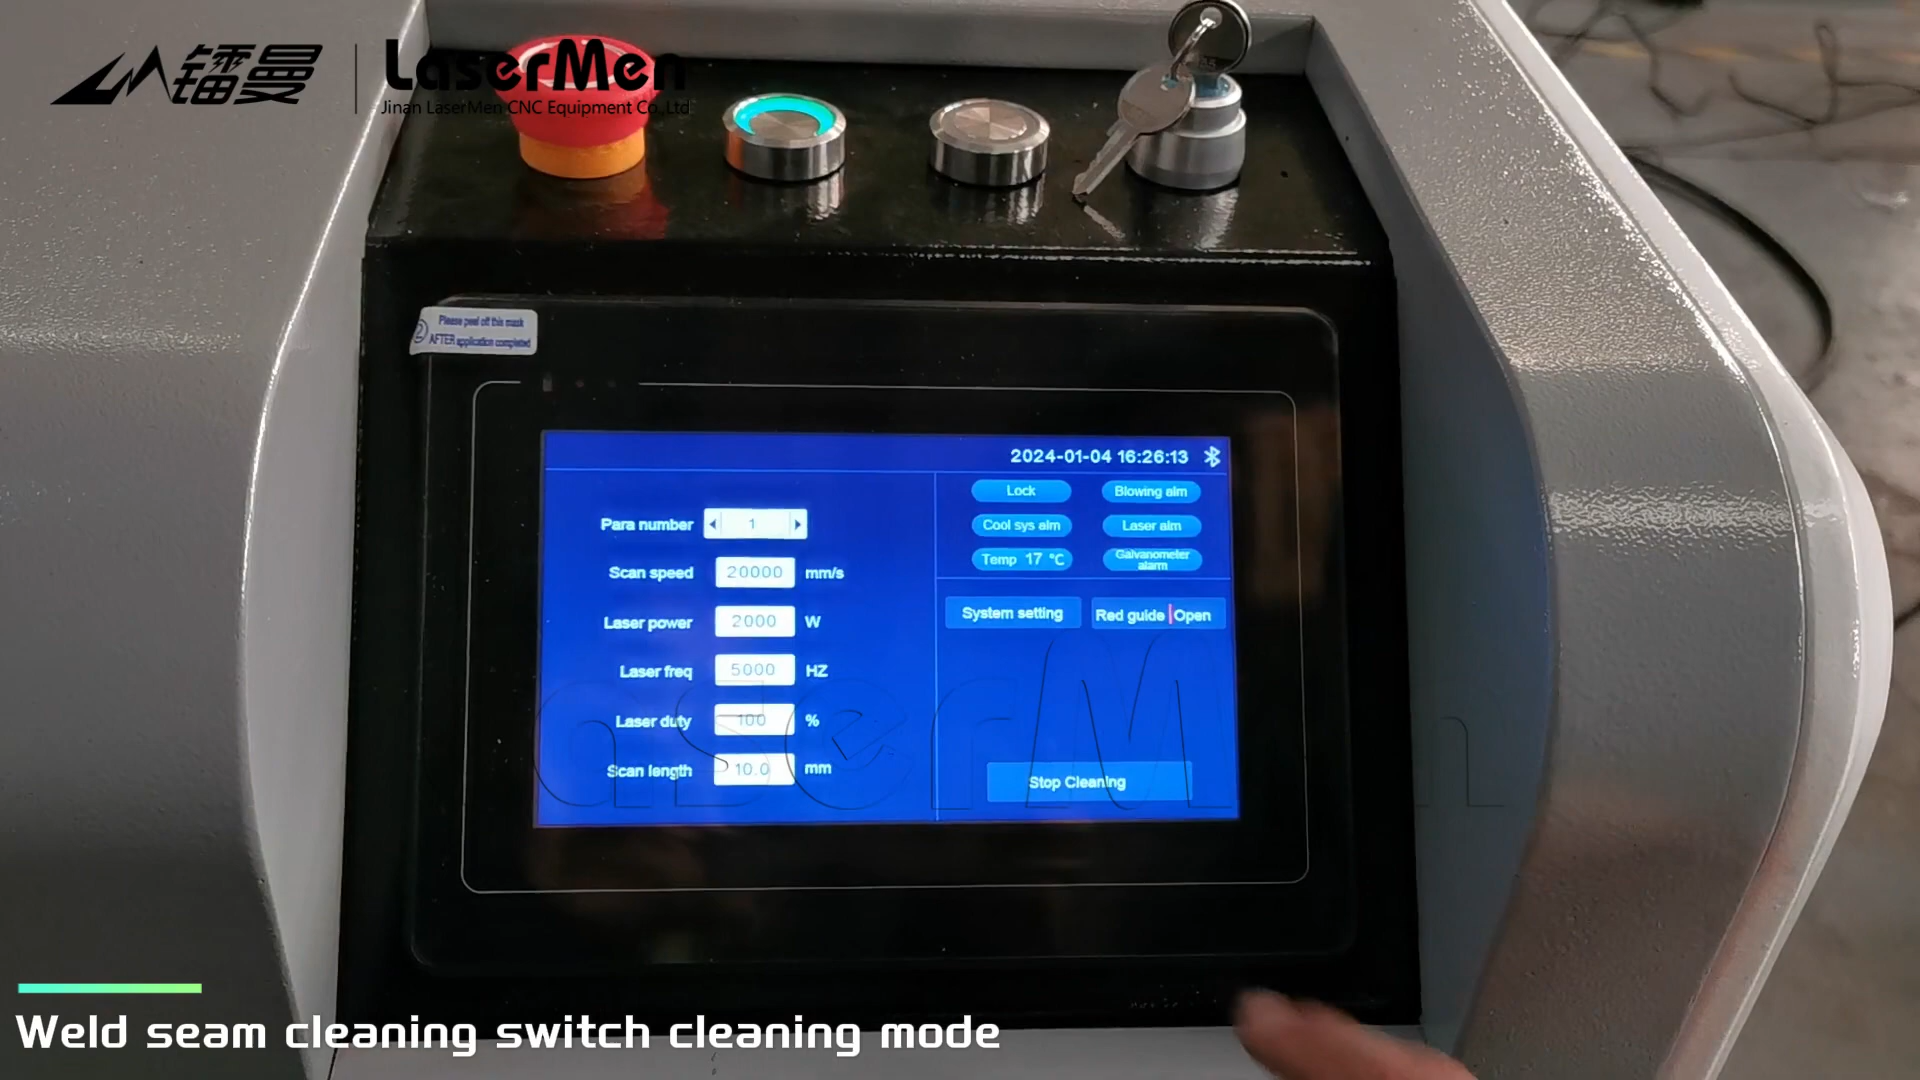 镭曼
LaserMen
Jinan LaserMen CNC Equipment Co.,Ltd
Please peel off this mask
AFTER application completed
2024-01-04 16:26:13
Para number 1
Scan speed 20000 mm/s
Laser power 2000 W
Laser freq 5000 HZ
Laser duty 100 %
Scan length 10.0 mm
Lock
Blowing alm
Cool sys alm
Laser alm
Temp 17 ℃
Galvanometer
alarm
System setting
Red guide Open
Stop Cleaning
LaserMen
Weld seam cleaning switch cleaning mode